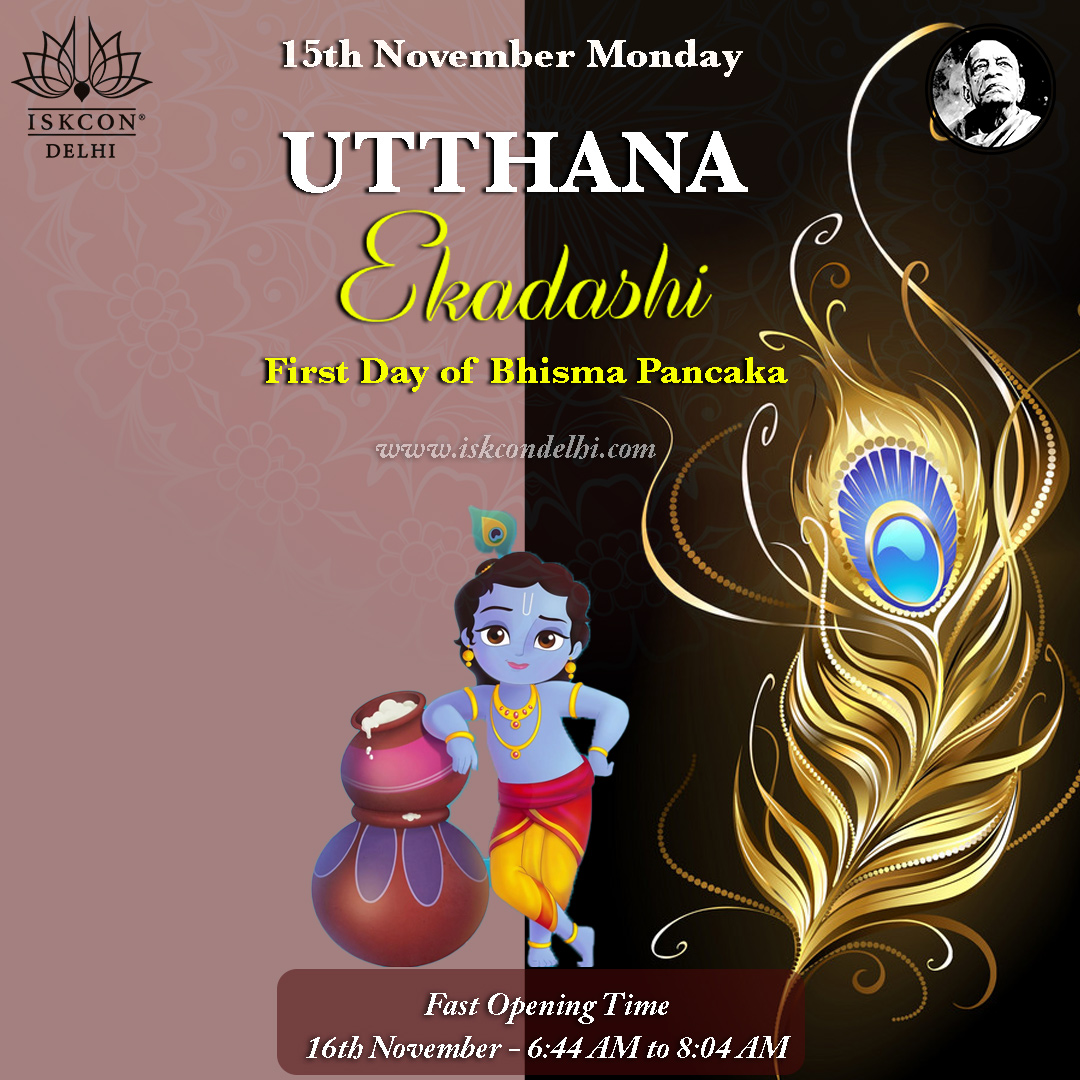 ISKCON®
DELHI
15th November Monday
UTTHANA
Ekadashi
First Day of Bhisma Pancaka
www.iskcondelhi.com
Fast Opening Time
16th November - 6:44 AM to 8:04 AM